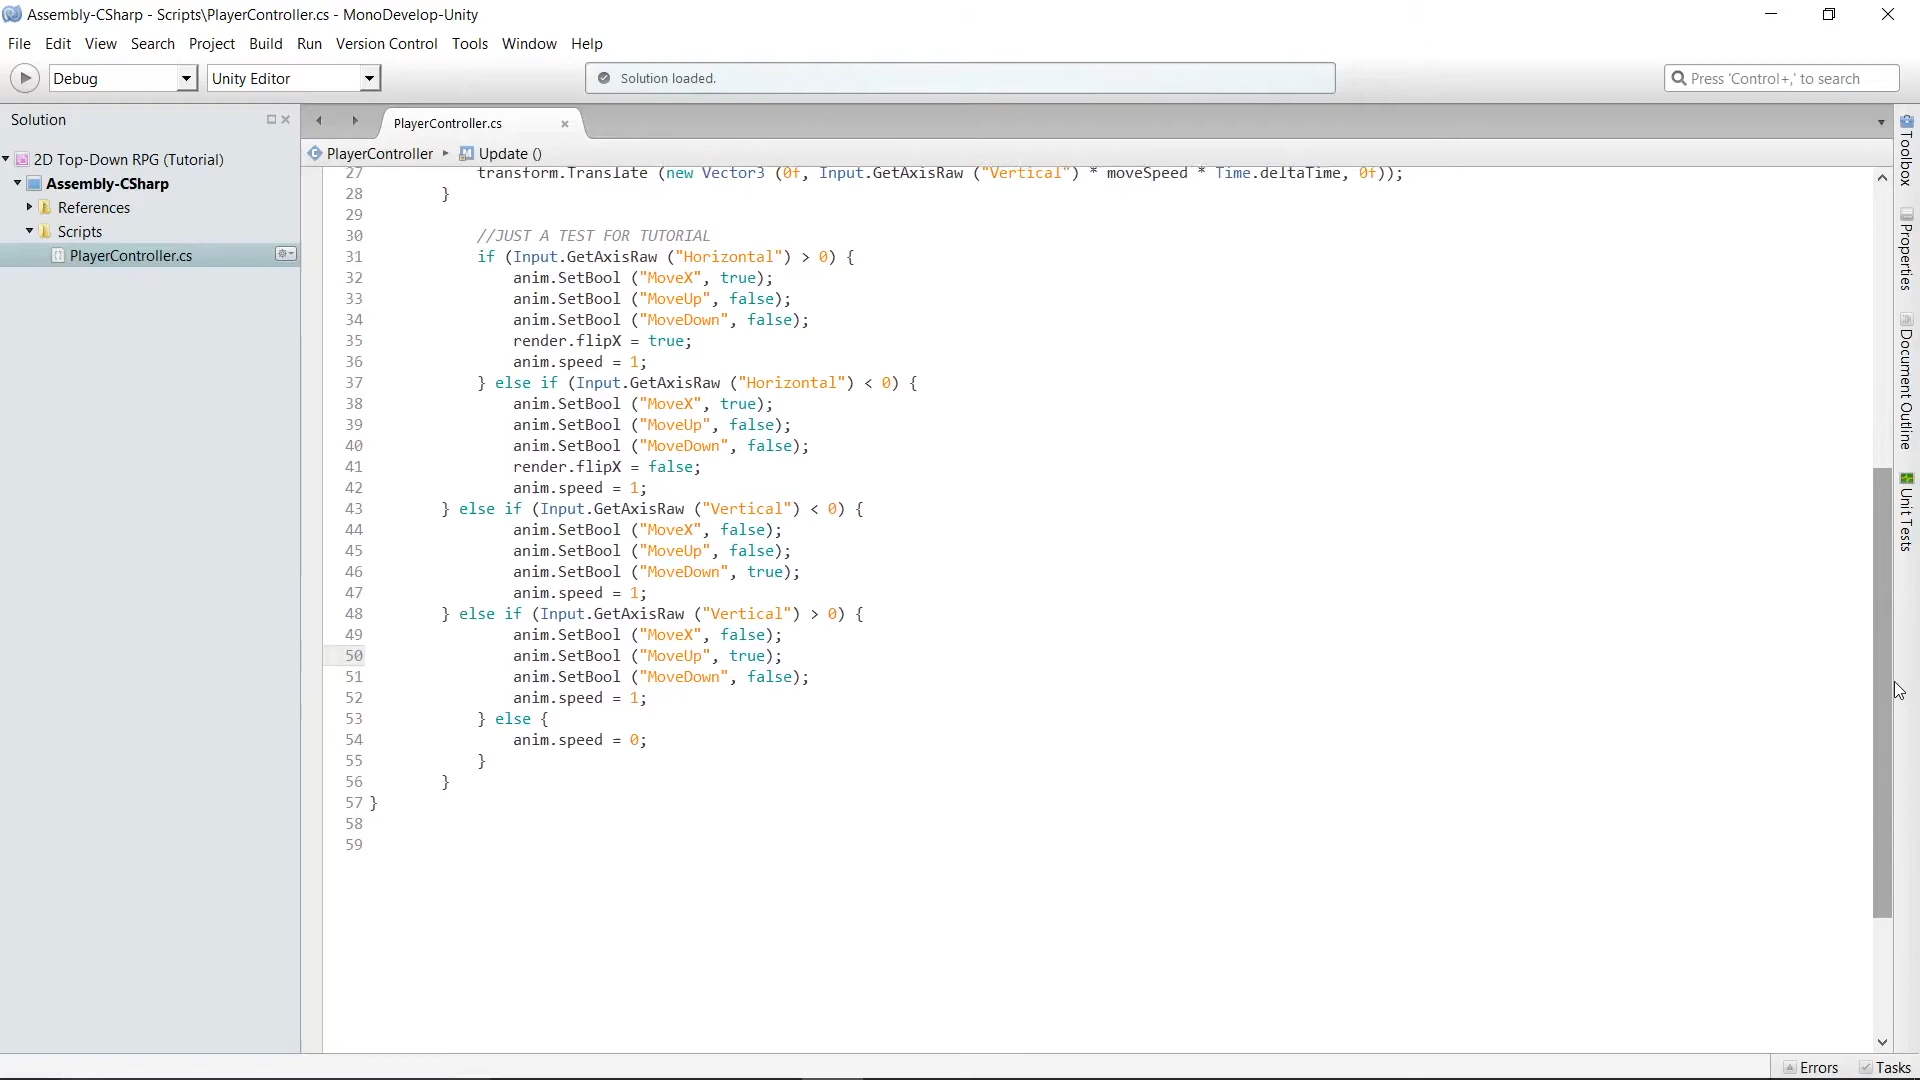 Assembly-CSharp - Scripts\PlayerController.cs - MonoDevelop-Unity
File Edit View Search Project Build Run Version Control Tools Window Help
Debug Unity Editor Solution loaded. Press 'Control+,' to search
Solution
PlayerController.cs
PlayerController Update ()
2D Top-Down RPG (Tutorial)
Assembly-CSharp
References
Scripts
PlayerController.cs
27 transform.Translate (new Vector3 (0f, Input.GetAxisRaw ("Vertical") * moveSpeed * Time.deltaTime, 0f));
28 }
29
30 //JUST A TEST FOR TUTORIAL
31 if (Input.GetAxisRaw ("Horizontal") > 0) {
32 anim.SetBool ("MoveX", true);
33 anim.SetBool ("MoveUp", false);
34 anim.SetBool ("MoveDown", false);
35 render.flipX = true;
36 anim.speed = 1;
37 } else if (Input.GetAxisRaw ("Horizontal") < 0) {
38 anim.SetBool ("MoveX", true);
39 anim.SetBool ("MoveUp", false);
40 anim.SetBool ("MoveDown", false);
41 render.flipX = false;
42 anim.speed = 1;
43 } else if (Input.GetAxisRaw ("Vertical") < 0) {
44 anim.SetBool ("MoveX", false);
45 anim.SetBool ("MoveUp", false);
46 anim.SetBool ("MoveDown", true);
47 anim.speed = 1;
48 } else if (Input.GetAxisRaw ("Vertical") > 0) {
49 anim.SetBool ("MoveX", false);
50 anim.SetBool ("MoveUp", true);
51 anim.SetBool ("MoveDown", false);
52 anim.speed = 1;
53 } else {
54 anim.speed = 0;
55 }
56 }
57 }
58
59
Toolbox
Properties
Document Outline
Unit Tests
Errors Tasks